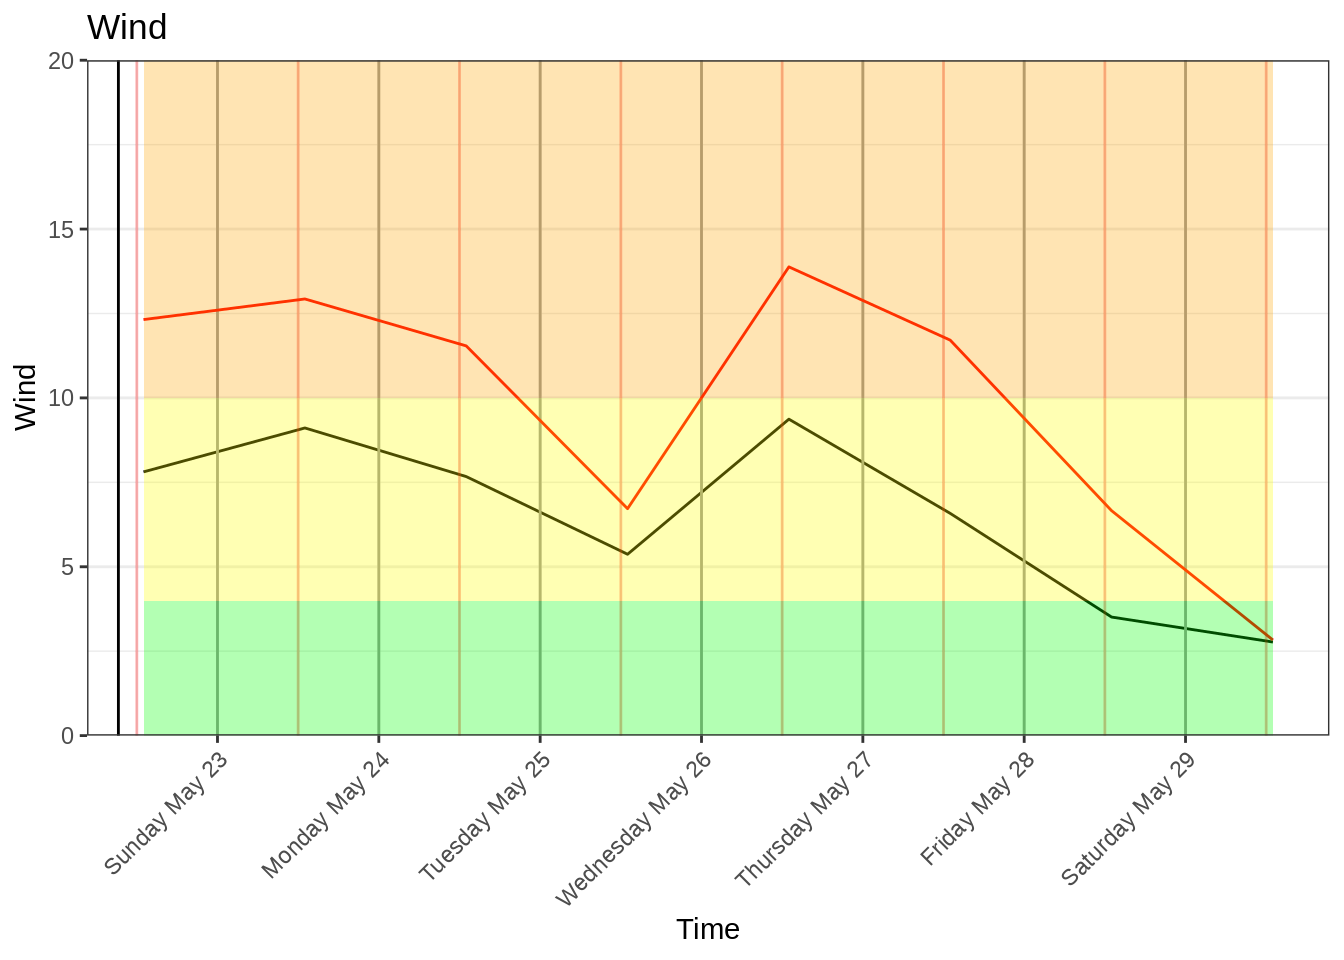 Wind
Wind
20
15
10
5
0
Sunday May 23
Monday May 24
Tuesday May 25
Wednesday May 26
Thursday May 27
Friday May 28
Saturday May 29
Time